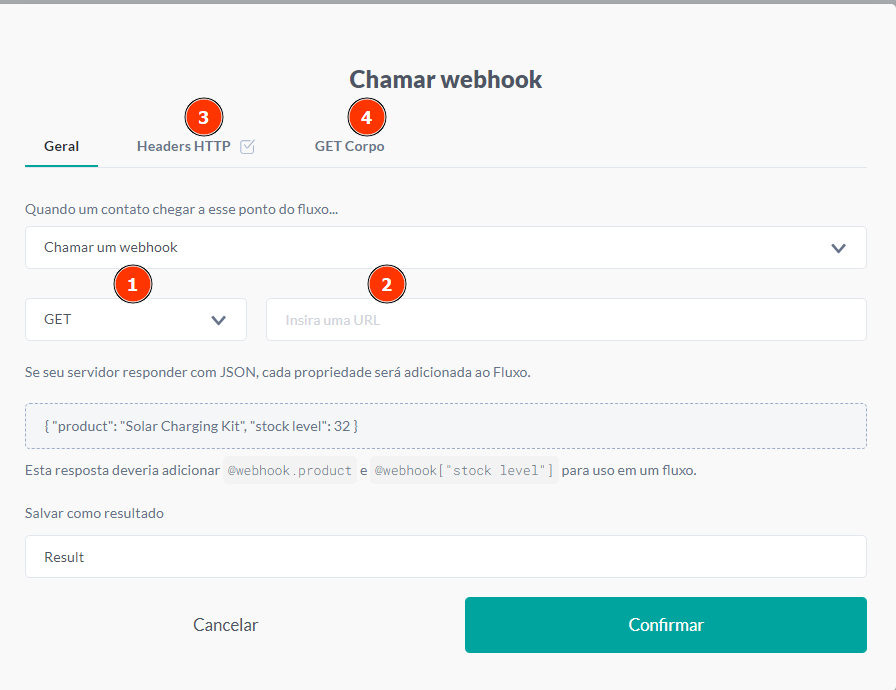 Chamar webhook
3
4
Geral
Headers HTTP
GET Corpo
Quando um contato chegar a esse ponto do fluxo...
Chamar um webhook
1
2
GET
Insira uma URL
Se seu servidor responder com JSON, cada propriedade será adicionada ao Fluxo.
{ "product": "Solar Charging Kit", "stock level": 32 }
Esta resposta deveria adicionar @webhook.product e @webhook["stock level"] para uso em um fluxo.
Salvar como resultado
Result
Cancelar
Confirmar